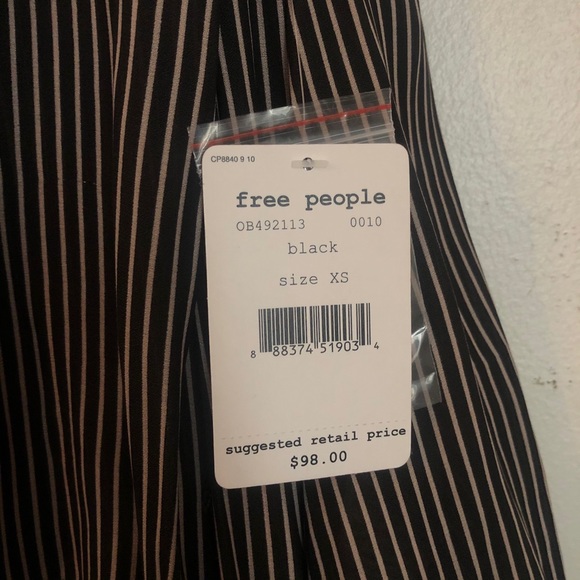 CP8840 9 10
free people
OB492113 0010
black
size XS
8 88374 51903 4
suggested retail price
$98.00